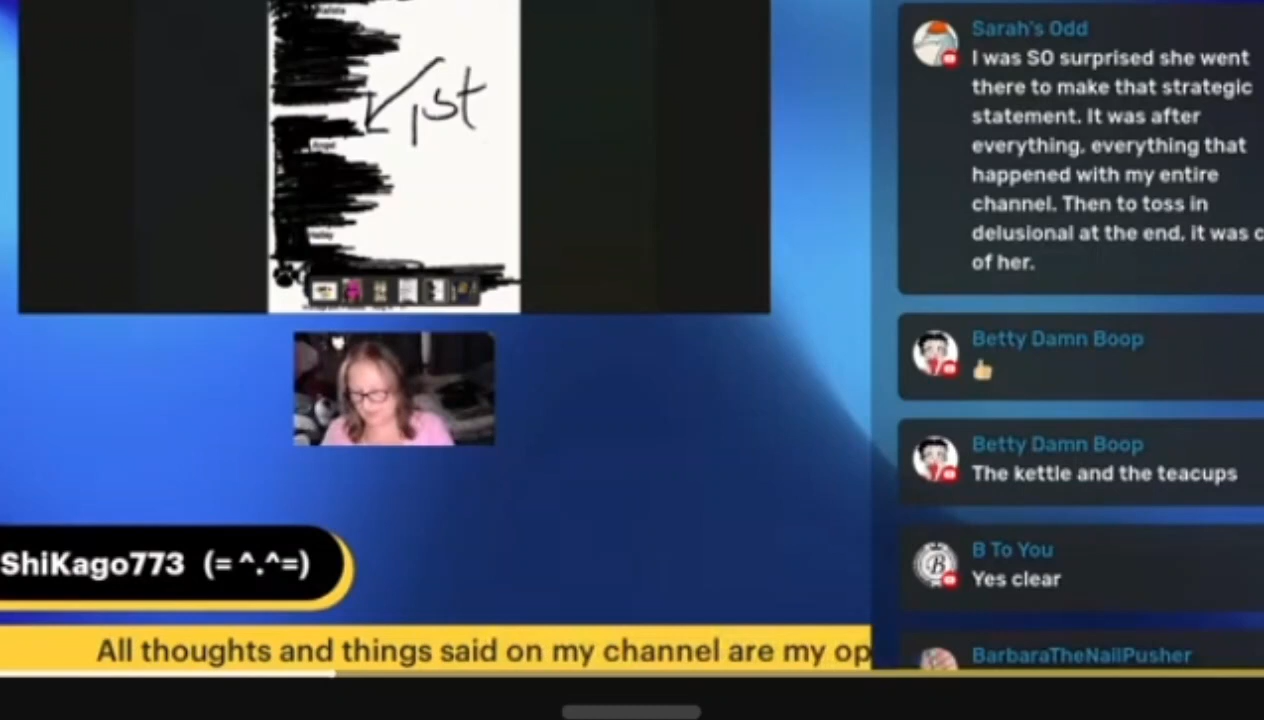 1st
Angel
Hailey
ShiKago773 (=^.^=)
All thoughts and things said on my channel are my op
Sarah's Odd
I was SO surprised she went
there to make that strategic
statement. It was after
everything, everything that
happened with my entire
channel. Then to toss in
delusional at the end, it was c
of her.
Betty Damn Boop
Betty Damn Boop
The kettle and the teacups
B To You
Yes clear
BarbaraTheNailPusher